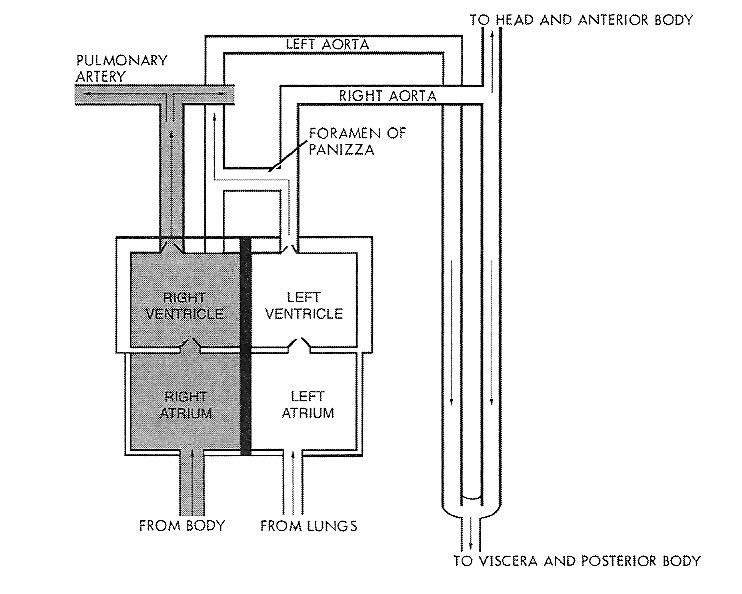 TO HEAD AND ANTERIOR BODY
LEFT AORTA
PULMONARY
ARTERY
RIGHT AORTA
FORAMEN OF
PANIZZA
RIGHT
VENTRICLE
LEFT
VENTRICLE
RIGHT
ATRIUM
LEFT
ATRIUM
FROM BODY
FROM LUNGS
TO VISCERA AND POSTERIOR BODY